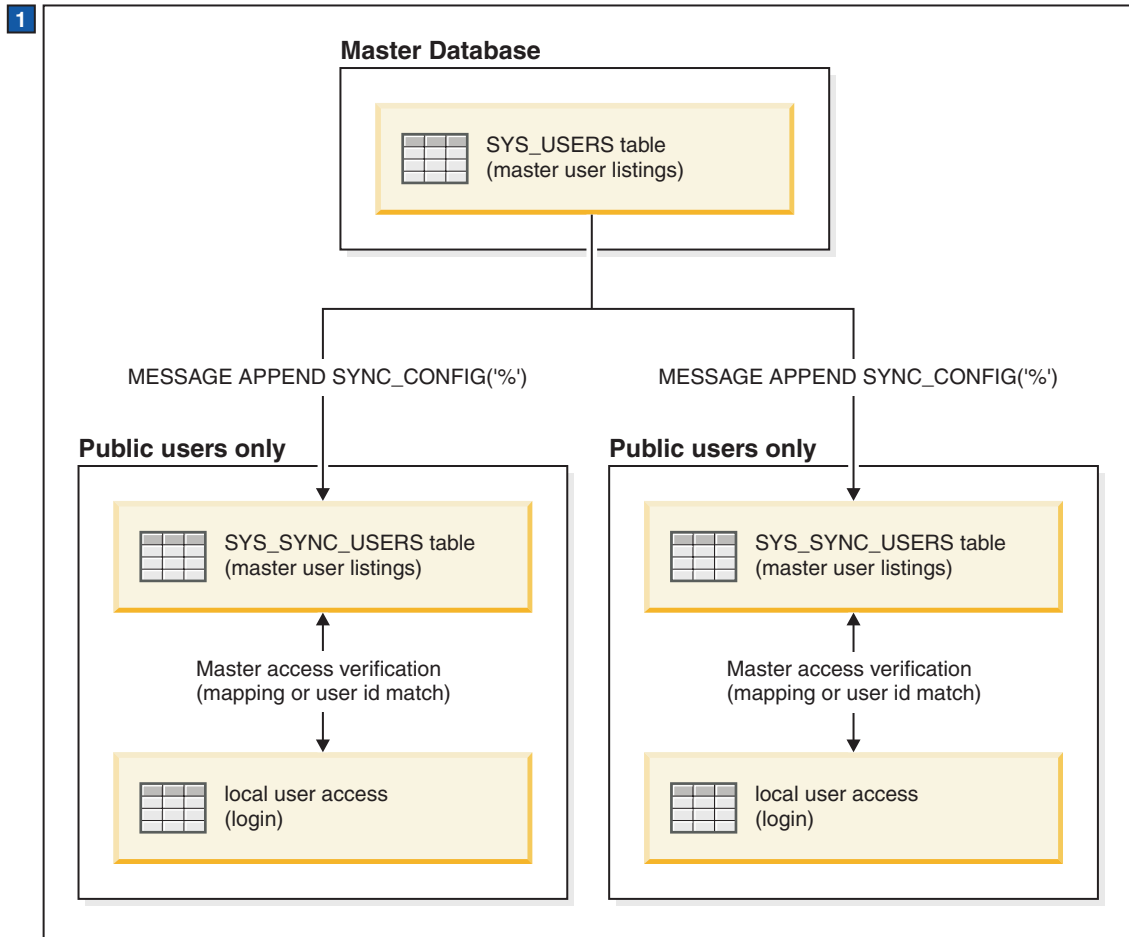 1
Master Database
SYS_USERS table
(master user listings)
MESSAGE APPEND SYNC_CONFIG('%')
MESSAGE APPEND SYNC_CONFIG('%')
Public users only
SYS_SYNC_USERS table
(master user listings)
Master access verification
(mapping or user id match)
local user access
(login)
Public users only
SYS_SYNC_USERS table
(master user listings)
Master access verification
(mapping or user id match)
local user access
(login)